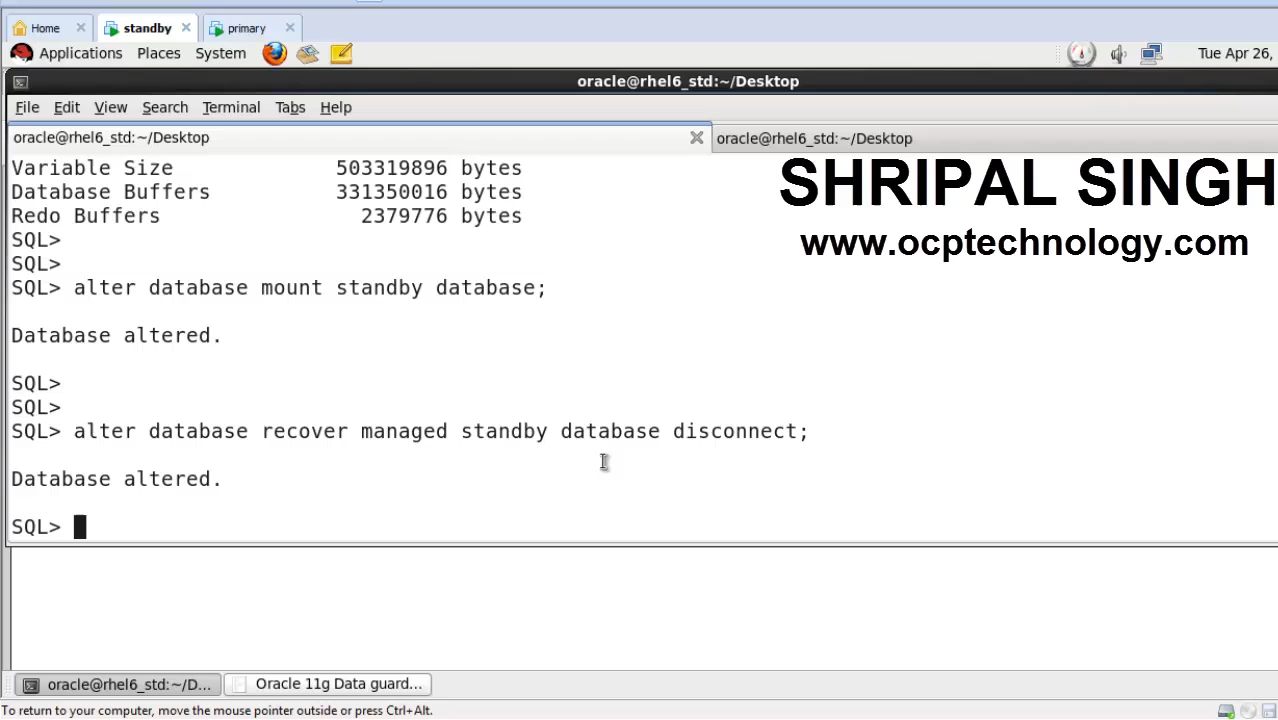 Home
standby
primary
Applications Places System
Tue Apr 26,
oracle@rhel6_std:~/Desktop
File Edit View Search Terminal Tabs Help
oracle@rhel6_std:~/Desktop
oracle@rhel6_std:~/Desktop
Variable Size 503319896 bytes
Database Buffers 331350016 bytes
Redo Buffers 2379776 bytes
SQL>
SQL>
SQL> alter database mount standby database;
Database altered.
SQL>
SQL>
SQL> alter database recover managed standby database disconnect;
Database altered.
SQL>
SHRIPAL SINGH
www.ocptechnology.com
oracle@rhel6_std:~/D...
Oracle 11g Data guard...
To return to your computer, move the mouse pointer outside or press Ctrl+Alt.